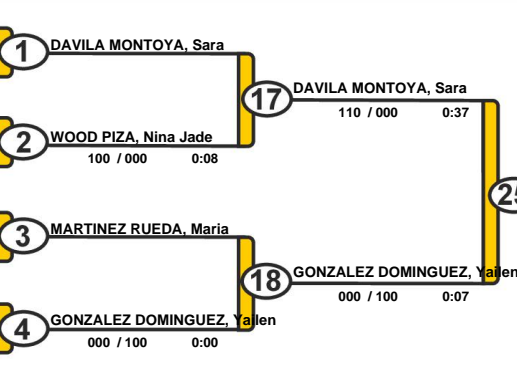 1 DAVILA MONTOYA, Sara
17 DAVILA MONTOYA, Sara
110 / 000 0:37
2 WOOD PIZA, Nina Jade
100 / 000 0:08
25
3 MARTINEZ RUEDA, Maria
18 GONZALEZ DOMINGUEZ, Yailen
000 / 100 0:07
4 GONZALEZ DOMINGUEZ, Yailen
000 / 100 0:00